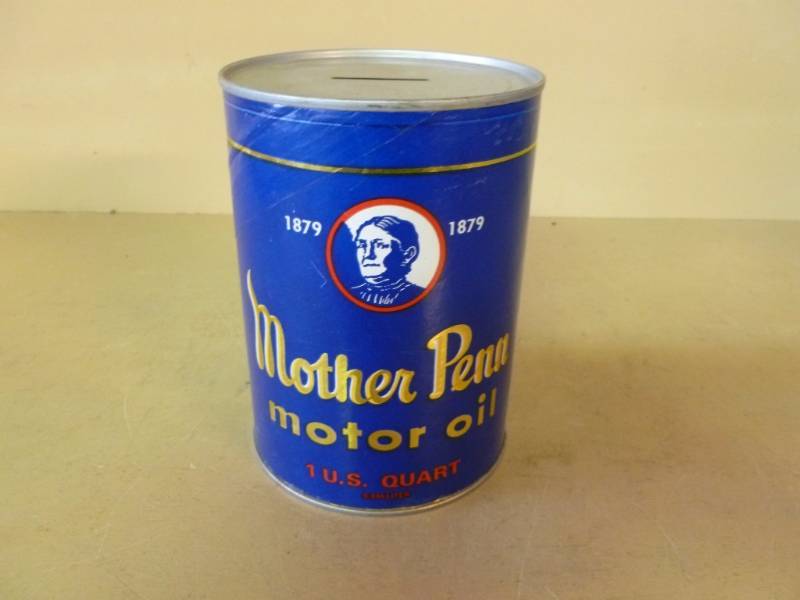 1879 1879
Mother Penn
motor oil
1 U.S. QUART